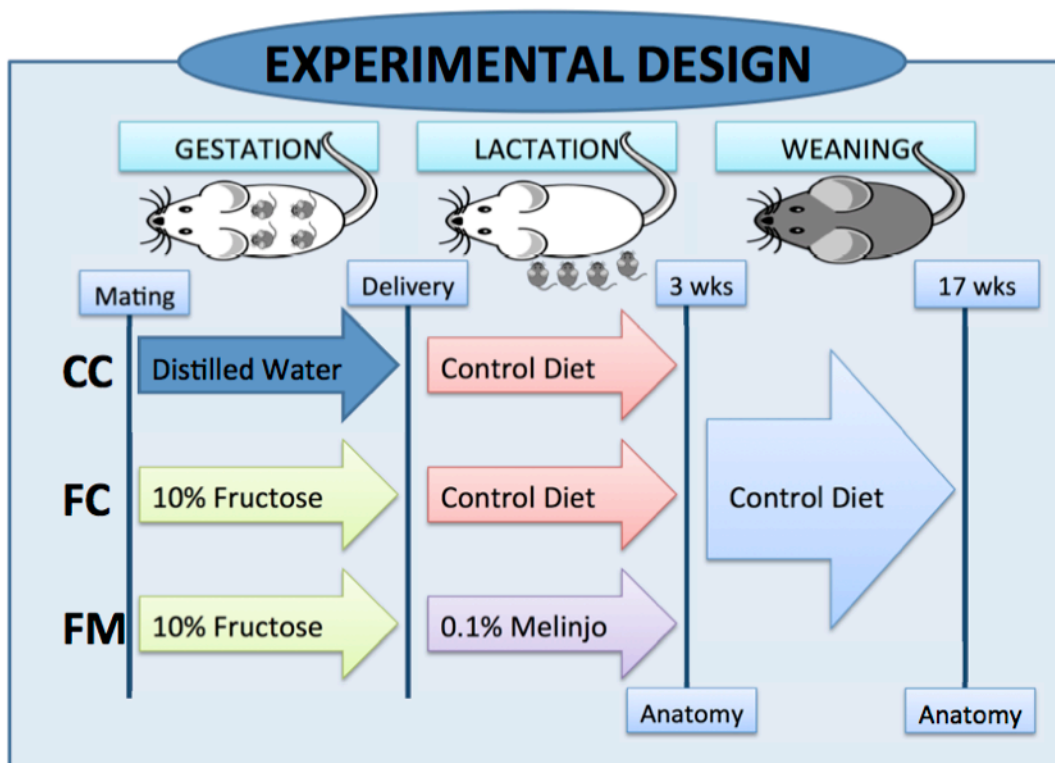 EXPERIMENTAL DESIGN
GESTATION
LACTATION
WEANING
Mating
Delivery
3 wks
17 wks
CC
Distilled Water
Control Diet
FC
10% Fructose
Control Diet
Control Diet
FM
10% Fructose
0.1% Melinjo
Anatomy
Anatomy